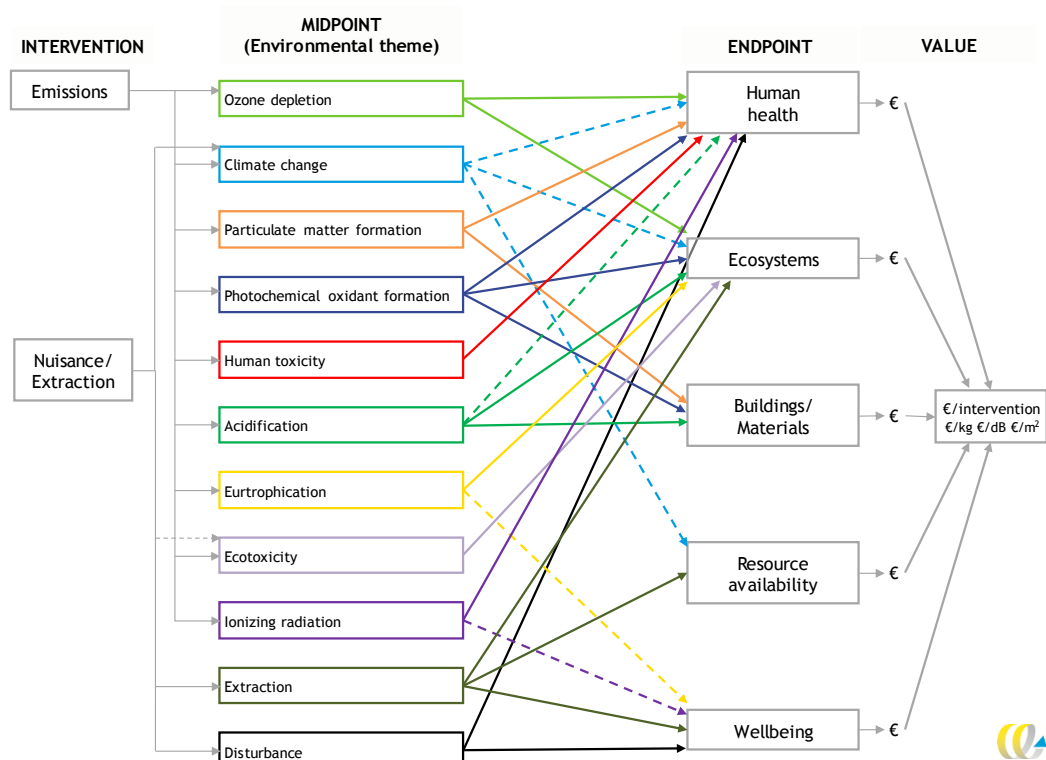 INTERVENTION
MIDPOINT
(Environmental theme)
ENDPOINT
VALUE
Emissions
Nuisance/
Extraction
Ozone depletion
Climate change
Particulate matter formation
Photochemical oxidant formation
Human toxicity
Acidification
Eurtrophication
Ecotoxicity
Ionizing radiation
Extraction
Disturbance
Human
health
€
Ecosystems
€
Buildings/
Materials
€
Resource
availability
€
Wellbeing
€
€/intervention
€/kg €/dB €/m²